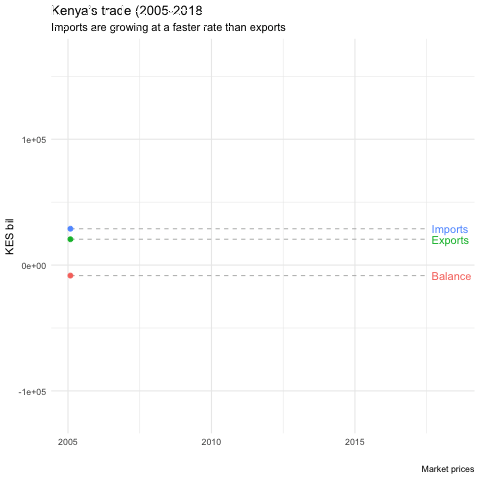 Kenya's trade (2005-2018
Imports are growing at a faster rate than exports
KES bil
1e+05
0e+00
-1e+05
Imports
Exports
Balance
2005 2010 2015
Market prices